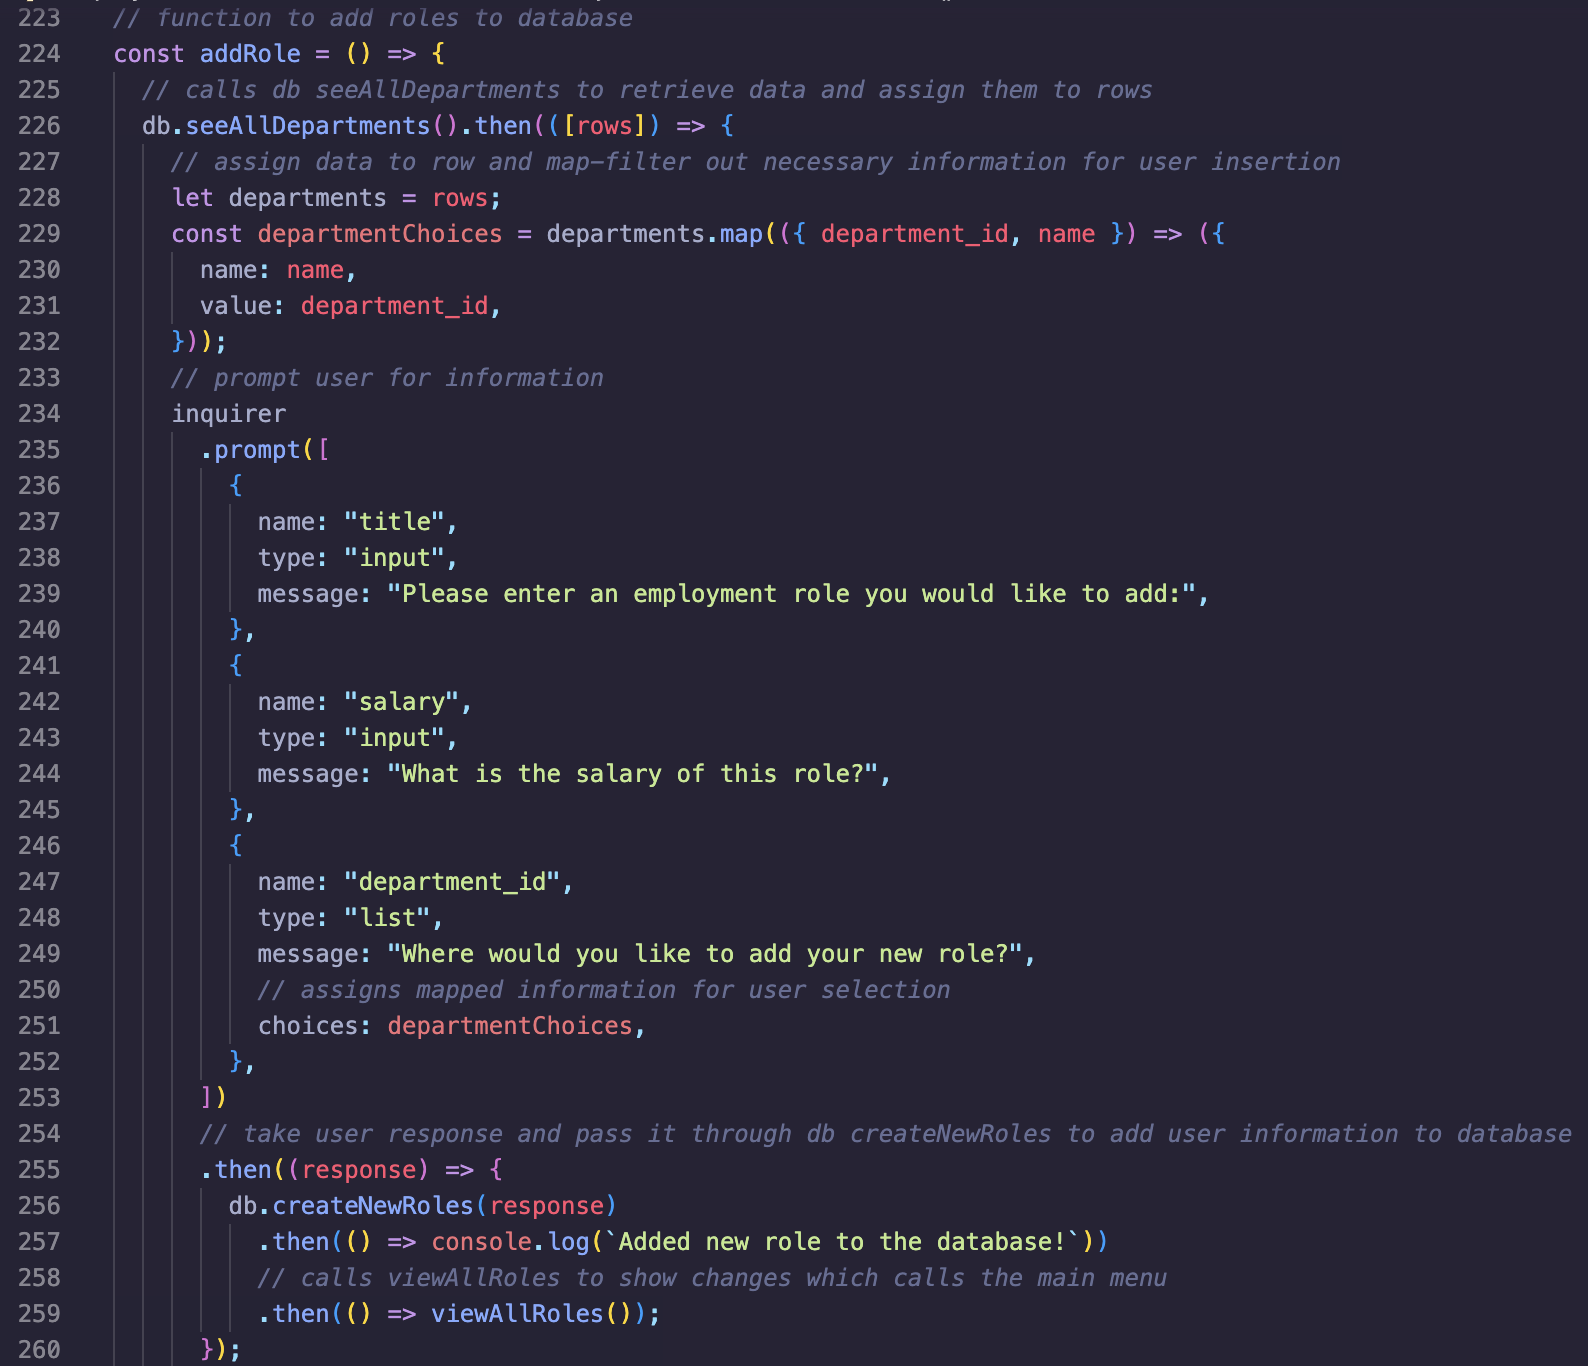 223 // function to add roles to database
224 const addRole = () => {
225 // calls db seeAllDepartments to retrieve data and assign them to rows
226 db.seeAllDepartments().then(([rows]) => {
227 // assign data to row and map-filter out necessary information for user insertion
228 let departments = rows;
229 const departmentChoices = departments.map(({ department_id, name }) => ({
230 name: name,
231 value: department_id,
232 }));
233 // prompt user for information
234 inquirer
235 .prompt([
236 {
237 name: "title",
238 type: "input",
239 message: "Please enter an employment role you would like to add:",
240 },
241 {
242 name: "salary",
243 type: "input",
244 message: "What is the salary of this role?",
245 },
246 {
247 name: "department_id",
248 type: "list",
249 message: "Where would you like to add your new role?",
250 // assigns mapped information for user selection
251 choices: departmentChoices,
252 },
253 ])
254 // take user response and pass it through db createNewRoles to add user information to database
255 .then((response) => {
256 db.createNewRoles(response)
257 .then(() => console.log(`Added new role to the database!`))
258 // calls viewAllRoles to show changes which calls the main menu
259 .then(() => viewAllRoles());
260 });